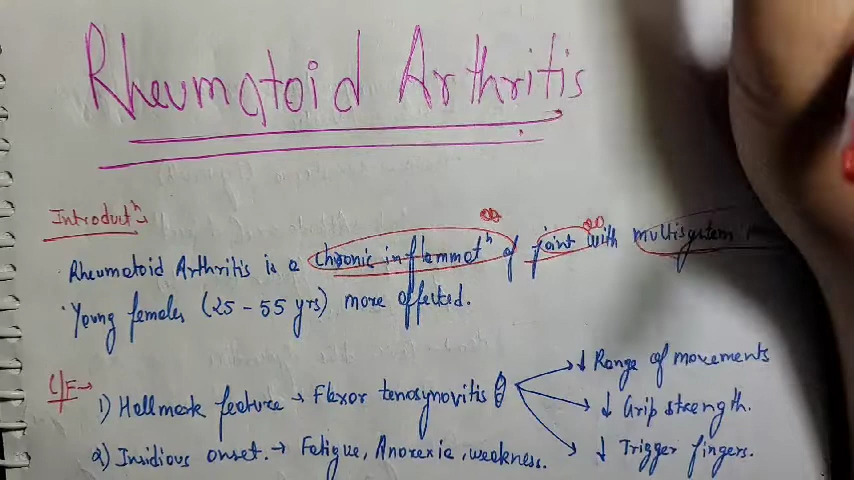 Rheumatoid Arthritis
Introductⁿ
Rheumatoid Arthritis is a chronic inflammatⁿ of joint with multisystem
Young females (25 - 55 yrs) more affected.
C/F →
1) Hallmark feature → Flexor tenosynovitis
↓ Range of movements
↓ Grip strength.
↓ Trigger fingers.
2) Insidious onset. → Fatigue, Anorexia, weakness.